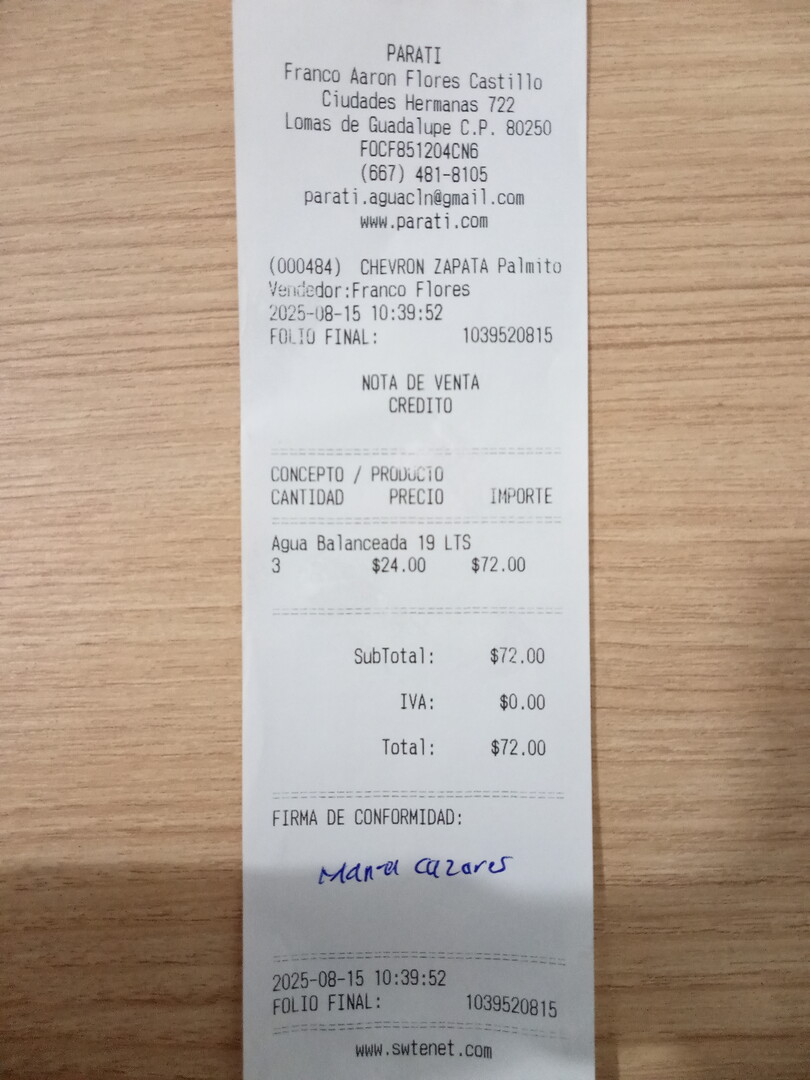 PARATI
Franco Aaron Flores Castillo
Ciudades Hermanas 722
Lomas de Guadalupe C.P. 80250
FOCF851204CN6
(667) 481-8105
parati.aguacln@gmail.com
www.parati.com
(000484) CHEVRON ZAPATA Palmito
Vendedor:Franco Flores
2025-08-15 10:39:52
FOLIO FINAL: 1039520815
NOTA DE VENTA
CREDITO
CONCEPTO / PRODUCTO
CANTIDAD PRECIO IMPORTE
Agua Balanceada 19 LTS
3 $24.00 $72.00
SubTotal: $72.00
IVA: $0.00
Total: $72.00
FIRMA DE CONFORMIDAD:
Cazares
2025-08-15 10:39:52
FOLIO FINAL: 1039520815
www.swtenet.com